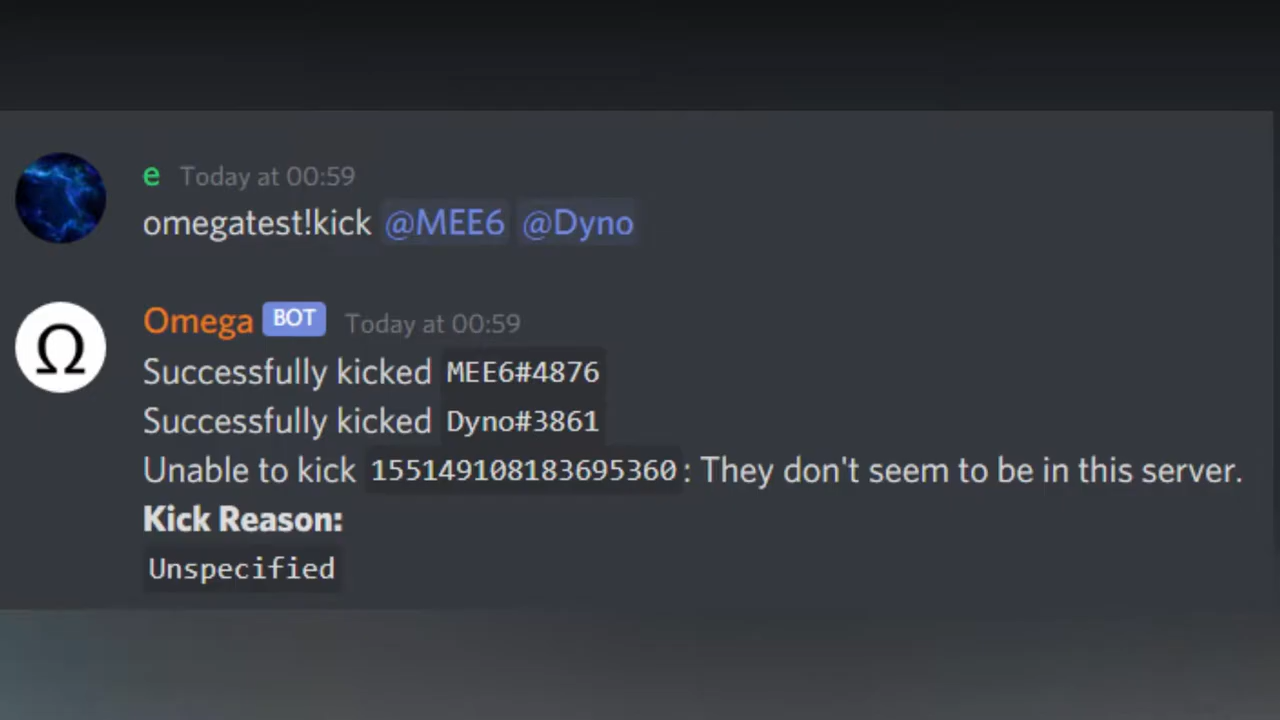 e Today at 00:59
omegatest!kick @MEE6 @Dyno
Ω
Omega BOT Today at 00:59
Successfully kicked MEE6#4876
Successfully kicked Dyno#3861
Unable to kick 155149108183695360: They don't seem to be in this server.
Kick Reason:
Unspecified